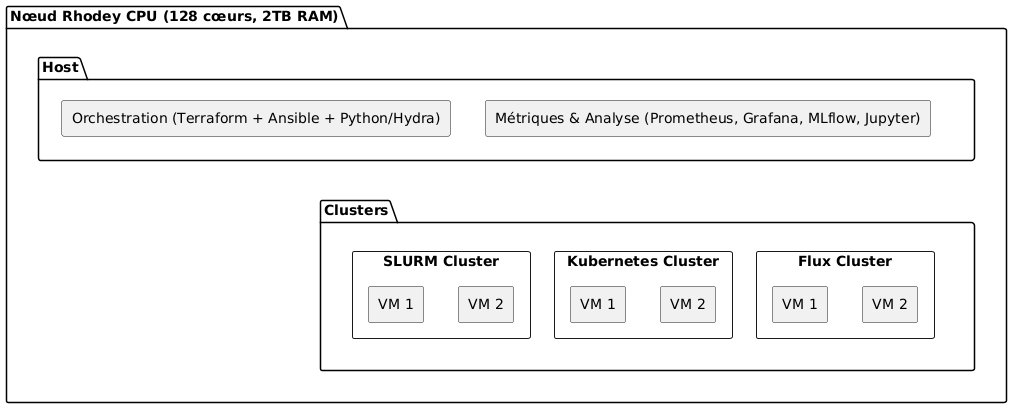 Nœud Rhodey CPU (128 cœurs, 2TB RAM)
Host
Orchestration (Terraform + Ansible + Python/Hydra)
Métriques & Analyse (Prometheus, Grafana, MLflow, Jupyter)
Clusters
SLURM Cluster
VM 1
VM 2
Kubernetes Cluster
VM 1
VM 2
Flux Cluster
VM 1
VM 2